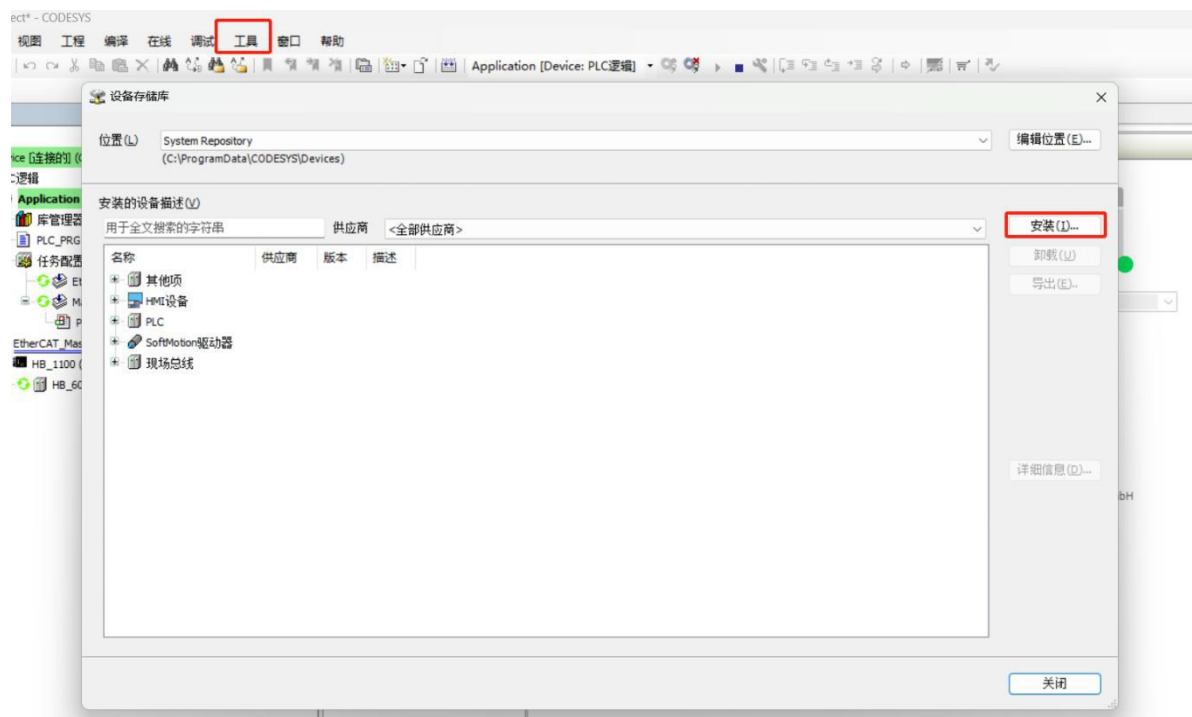 ect* - CODESYS
视图 工程 编译 在线 调试 工具 窗口 帮助
Application [Device: PLC逻辑]
设备存储库
位置(L) System Repository 编辑位置(E)...
(C:\ProgramData\CODESYS\Devices)
ice [连接的] (
逻辑
Application
安装的设备描述(V)
库管理器
用于全文搜索的字符串 供应商 <全部供应商> 安装(I)...
PLC_PRG
任务配置
名称 供应商 版本 描述
卸载(U)
Et
其他项
导出(E)...
M
HMI设备
P
PLC
EtherCAT_Mas
SoftMotion驱动器
HB_1100 (
现场总线
HB_60
详细信息(D)...
bH
关闭